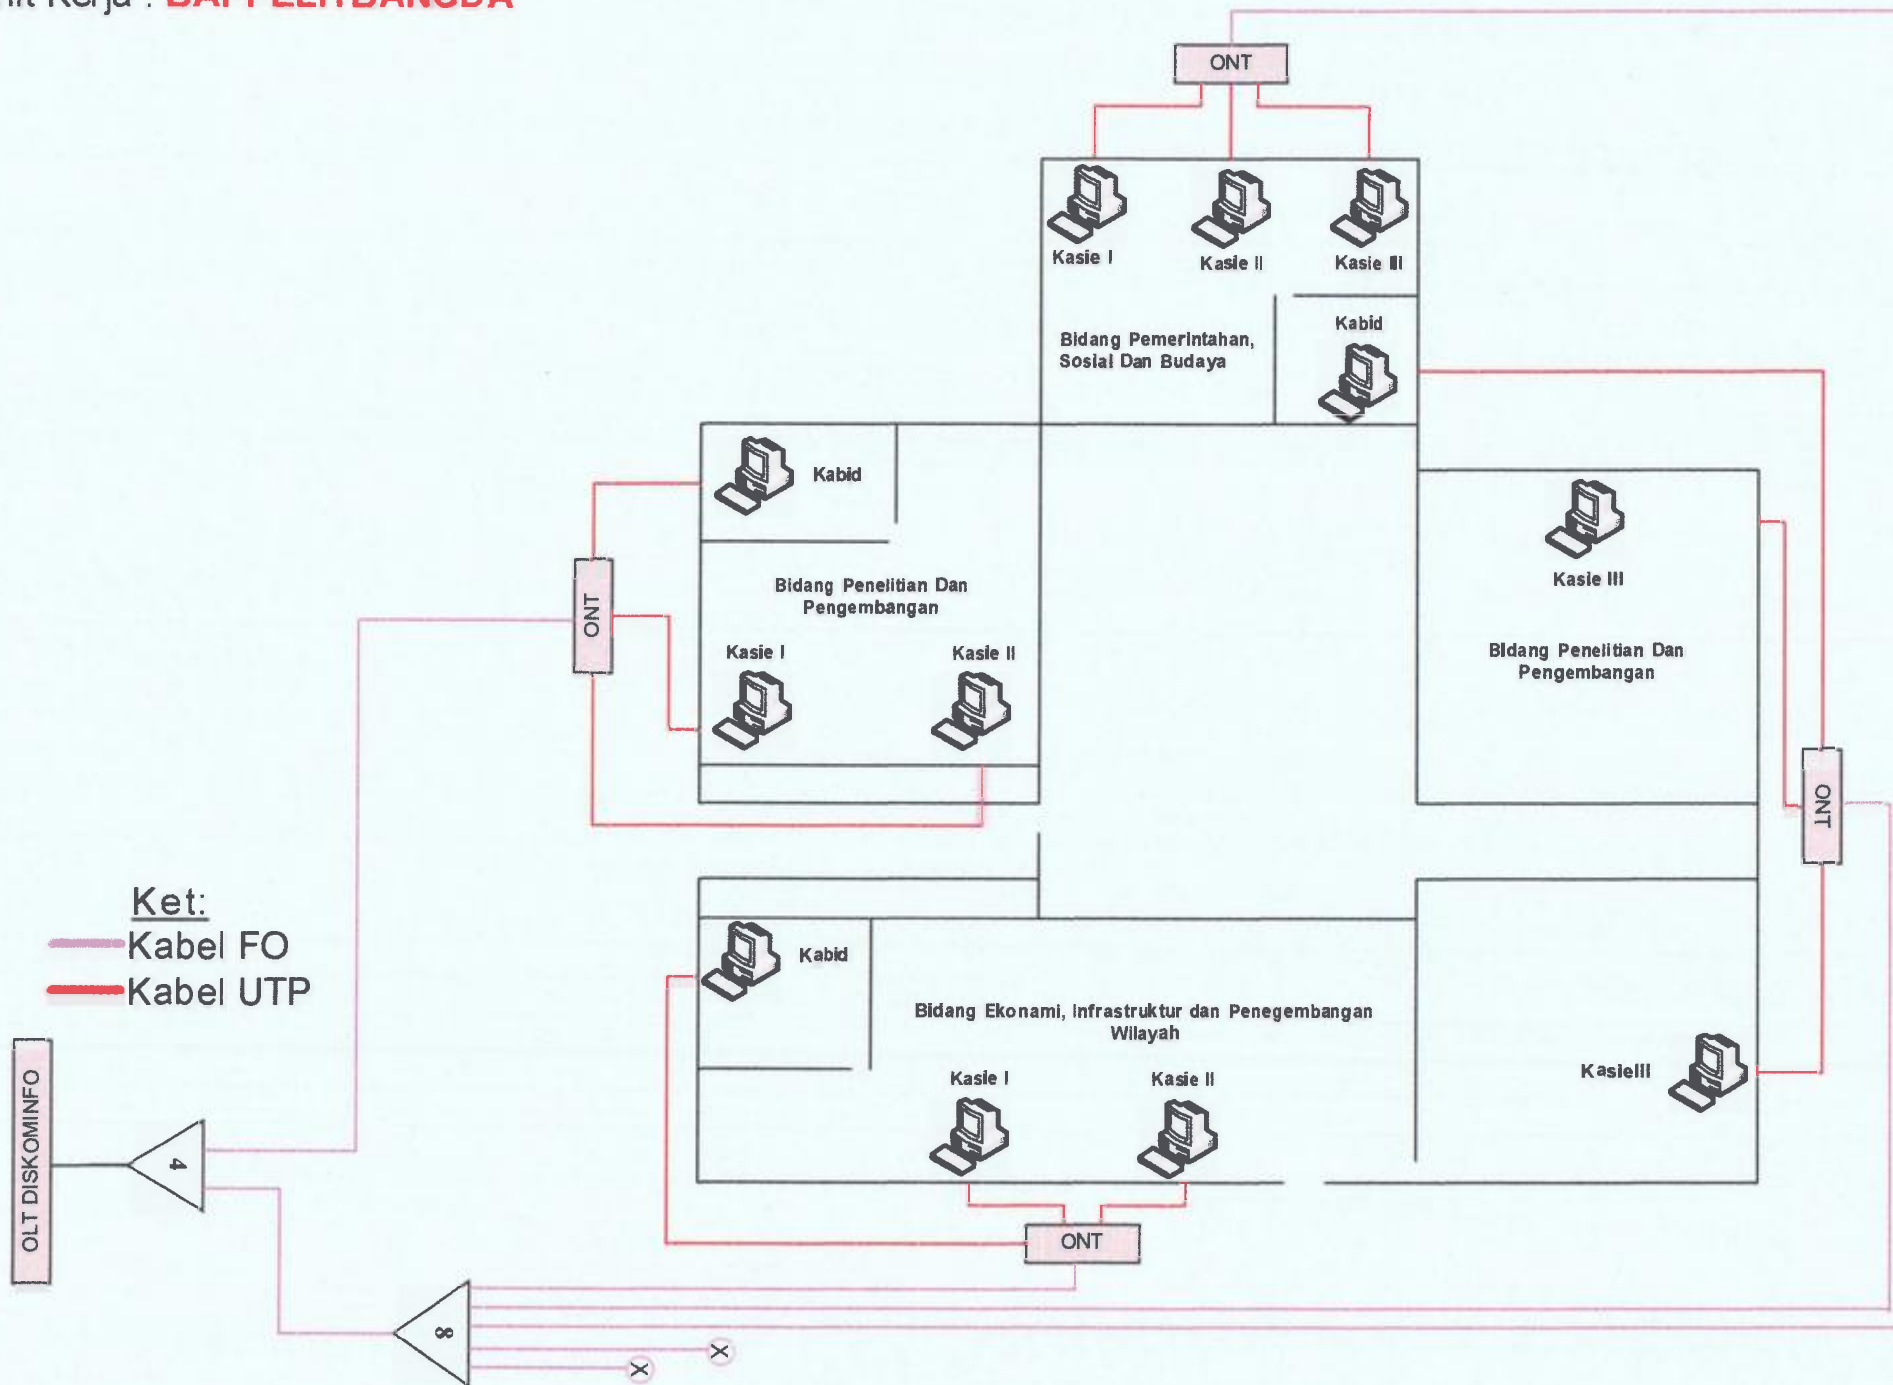 Kerja :
ONT
Kasie I
Kasie II
Kasie III
Kabid
Bidang Pemerintahan,
Sosial Dan Budaya
Kabid
Bidang Penelitian Dan
Pengembangan
Kasie I
Kasie II
ONT
Kasie III
Bidang Penelitian Dan
Pengembangan
ONT
Ket:
Kabel FO
Kabel UTP
Kabid
Bidang Ekonami, Infrastruktur dan Penegembangan
Wilayah
Kasie I
Kasie II
KasieIII
ONT
OLT DISKOMINFO
4
8
X
X